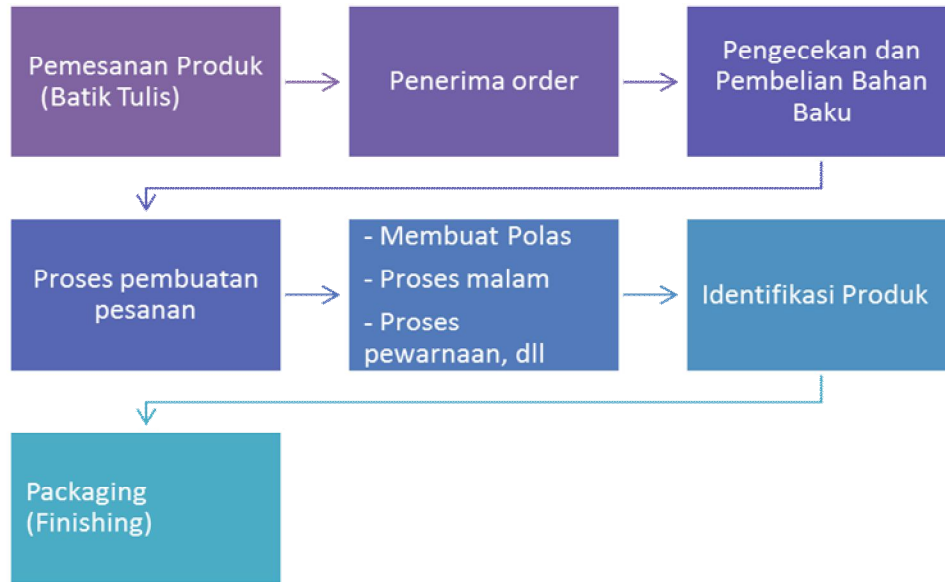 Pemesanan Produk
(Batik Tulis)
Penerima order
Pengecekan dan
Pembelian Bahan
Baku
Proses pembuatan
pesanan
- Membuat Polas
- Proses malam
- Proses
pewarnaan, dll
Identifikasi Produk
Packaging
(Finishing)